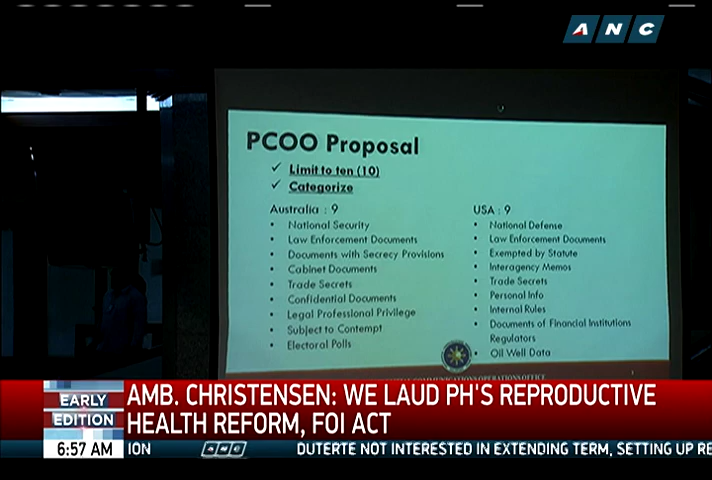 ANC
PCOO Proposal
✓ Limit to ten (10)
✓ Categorize
Australia : 9
• National Security
• Law Enforcement Documents
• Documents with Secrecy Provisions
• Cabinet Documents
• Trade Secrets
• Confidential Documents
• Legal Professional Privilege
• Subject to Contempt
• Electoral Polls
USA : 9
• National Defense
• Law Enforcement Documents
• Exempted by Statute
• Interagency Memos
• Trade Secrets
• Personal Info
• Internal Rules
• Documents of Financial Institutions
Regulators
• Oil Well Data
COMMUNICATIONS OPERATIONS OFFICE
EARLY
EDITION
AMB. CHRISTENSEN: WE LAUD PH'S REPRODUCTIVE
HEALTH REFORM, FOI ACT
6:57 AM
ION
ANC
DUTERTE NOT INTERESTED IN EXTENDING TERM, SETTING UP RE